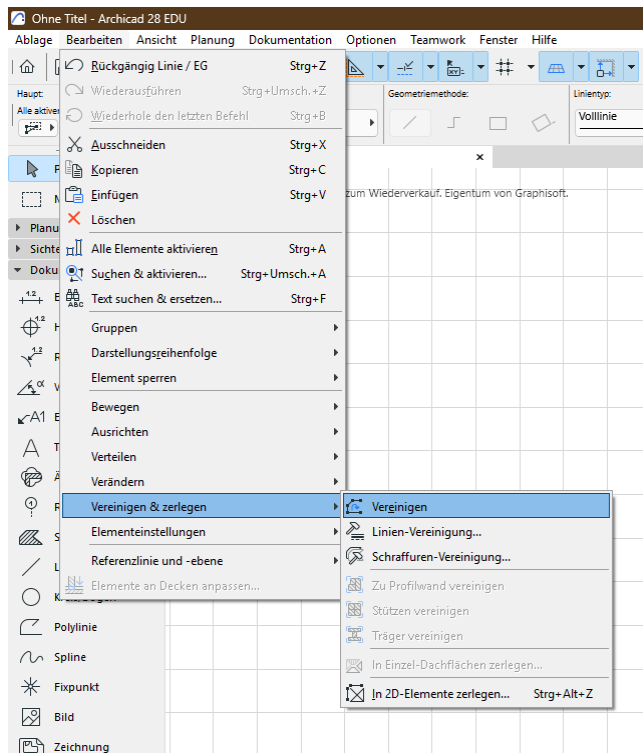 Ohne Titel - Archicad 28 EDU
Ablage Bearbeiten Ansicht Planung Dokumentation Optionen Teamwork Fenster Hilfe
Haupt:
Alle aktiver
Geometriemethode:
Linientyp:
Volllinie
Rückgängig Linie / EG Strg+Z
Wiederausführen Strg+Umsch.+Z
Wiederhole den letzten Befehl Strg+B
Ausschneiden Strg+X
Kopieren Strg+C
Einfügen Strg+V
Löschen
Alle Elemente aktivieren Strg+A
Suchen & aktivieren... Strg+Umsch.+A
Text suchen & ersetzen... Strg+F
Gruppen
Darstellungsreihenfolge
Element sperren
Bewegen
Ausrichten
Verteilen
Verändern
Vereinigen & zerlegen
Elementeinstellungen
Referenzlinie und -ebene
Elemente an Decken anpassen...
Vereinigen
Linien-Vereinigung...
Schraffuren-Vereinigung...
Zu Profilwand vereinigen
Stützen vereinigen
Träger vereinigen
In Einzel-Dachflächen zerlegen...
In 2D-Elemente zerlegen... Strg+Alt+Z
zum Wiederverkauf. Eigentum von Graphisoft.
Planu
Sichte
Doku
Polylinie
Spline
Fixpunkt
Bild
Zeichnung